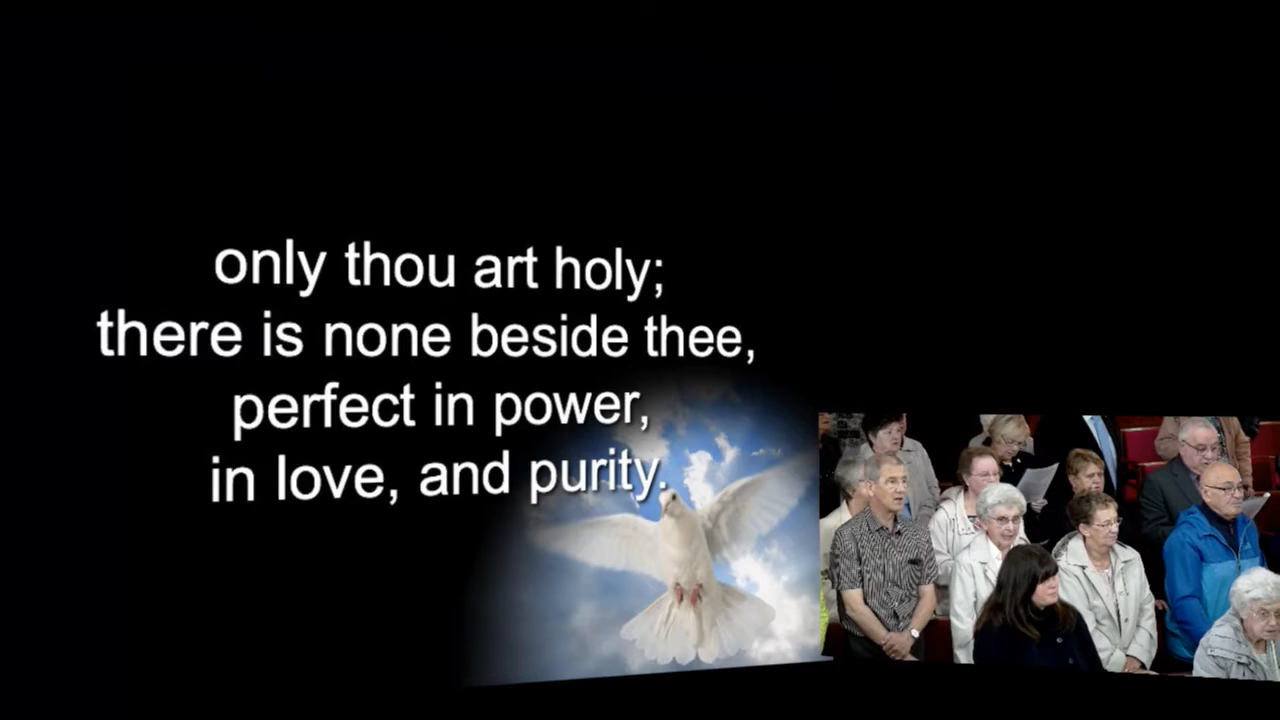 only thou art holy;
there is none beside thee,
perfect in power,
in love, and purity.